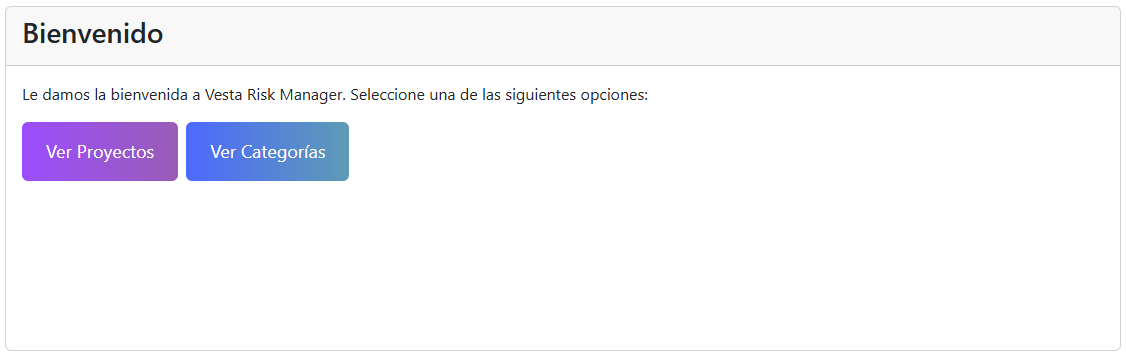 Bienvenido
Le damos la bienvenida a Vesta Risk Manager. Seleccione una de las siguientes opciones:
Ver Proyectos
Ver Categorías